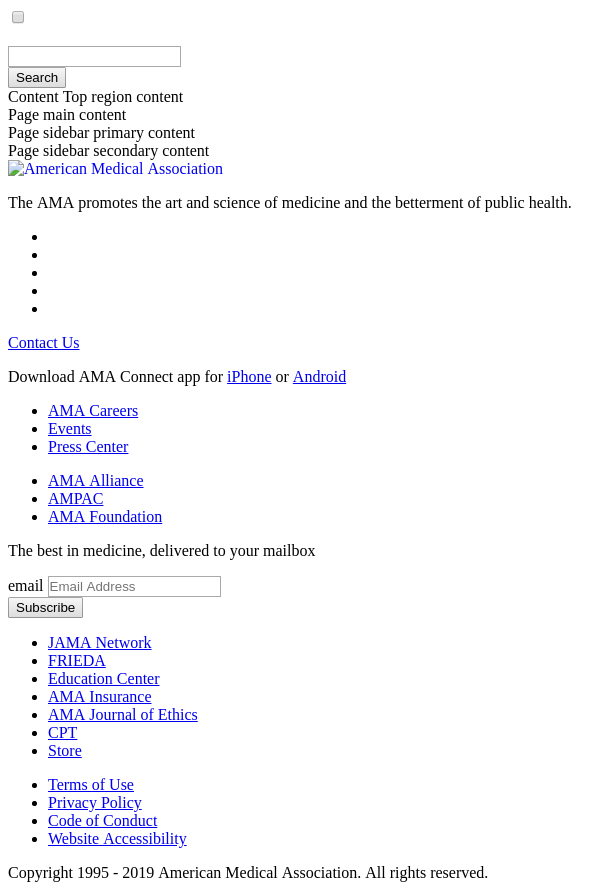 Search
Content Top region content
Page main content
Page sidebar primary content
Page sidebar secondary content
American Medical Association
The AMA promotes the art and science of medicine and the betterment of public health.
Contact Us
Download AMA Connect app for iPhone or Android
AMA Careers
Events
Press Center
AMA Alliance
AMPAC
AMA Foundation
The best in medicine, delivered to your mailbox
email Email Address
Subscribe
JAMA Network
FRIEDA
Education Center
AMA Insurance
AMA Journal of Ethics
CPT
Store
Terms of Use
Privacy Policy
Code of Conduct
Website Accessibility
Copyright 1995 - 2019 American Medical Association. All rights reserved.